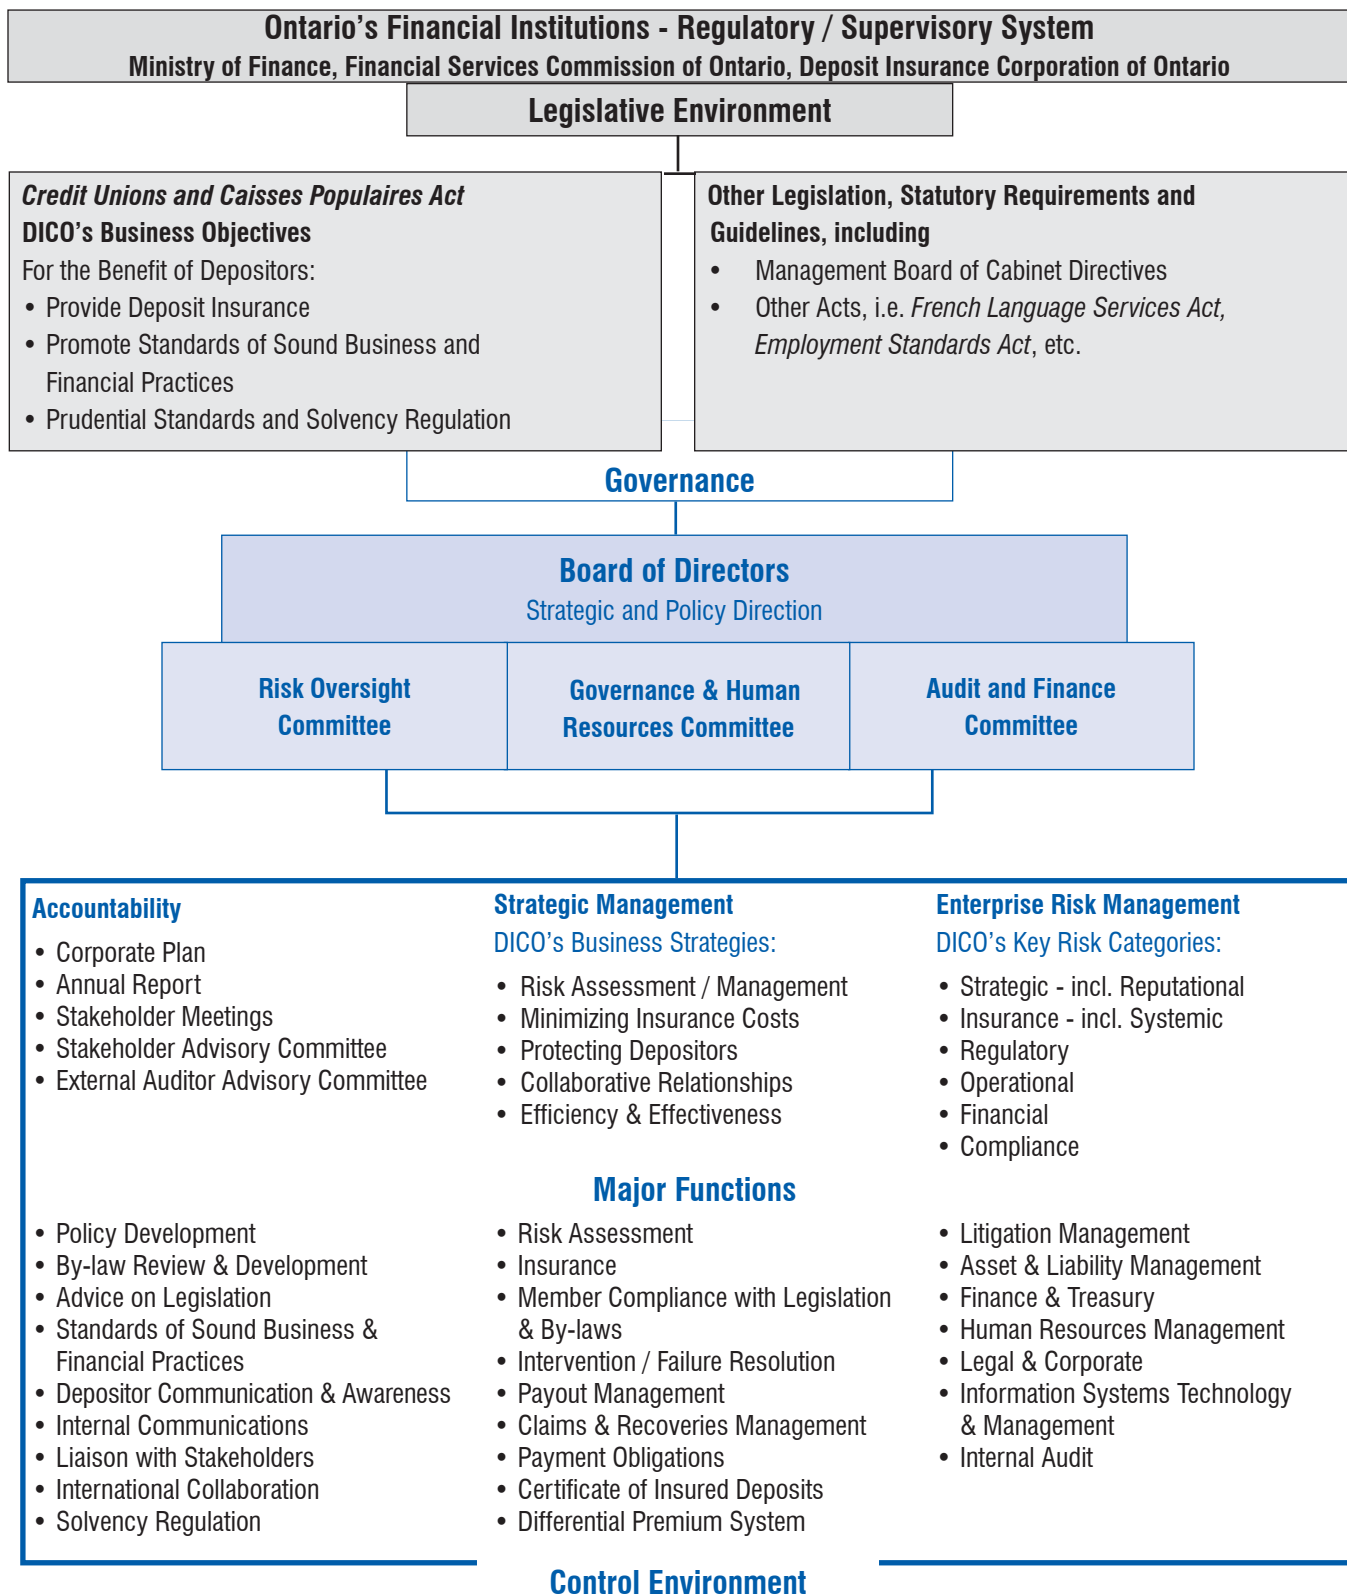 Ontario's Financial Institutions - Regulatory / Supervisory System
Ministry of Finance, Financial Services Commission of Ontario, Deposit Insurance Corporation of Ontario
Legislative Environment
Credit Unions and Caisses Populaires Act
DICO's Business Objectives
For the Benefit of Depositors:
• Provide Deposit Insurance
• Promote Standards of Sound Business and
Financial Practices
• Prudential Standards and Solvency Regulation
Other Legislation, Statutory Requirements and
Guidelines, including
• Management Board of Cabinet Directives
• Other Acts, i.e. French Language Services Act,
Employment Standards Act, etc.
Governance
Board of Directors
Strategic and Policy Direction
Risk Oversight
Committee
Governance & Human
Resources Committee
Audit and Finance
Committee
Accountability
• Corporate Plan
• Annual Report
• Stakeholder Meetings
• Stakeholder Advisory Committee
• External Auditor Advisory Committee
Strategic Management
DICO's Business Strategies:
• Risk Assessment / Management
• Minimizing Insurance Costs
• Protecting Depositors
• Collaborative Relationships
• Efficiency & Effectiveness
Enterprise Risk Management
DICO's Key Risk Categories:
• Strategic - incl. Reputational
• Insurance - incl. Systemic
• Regulatory
• Operational
• Financial
• Compliance
Major Functions
• Policy Development
• By-law Review & Development
• Advice on Legislation
• Standards of Sound Business &
Financial Practices
• Depositor Communication & Awareness
• Internal Communications
• Liaison with Stakeholders
• International Collaboration
• Solvency Regulation
• Risk Assessment
• Insurance
• Member Compliance with Legislation
& By-laws
• Intervention / Failure Resolution
• Payout Management
• Claims & Recoveries Management
• Payment Obligations
• Certificate of Insured Deposits
• Differential Premium System
• Litigation Management
• Asset & Liability Management
• Finance & Treasury
• Human Resources Management
• Legal & Corporate
• Information Systems Technology
& Management
• Internal Audit
Control Environment